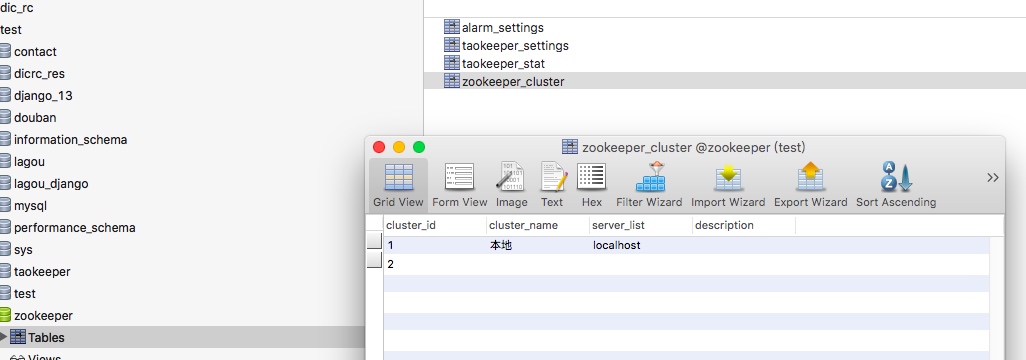 dic_rc
test
contact
dicrc_res
django_13
douban
information_schema
lagou
lagou_django
mysql
performance_schema
sys
taokeeper
test
zookeeper
Tables
Views
alarm_settings
taokeeper_settings
taokeeper_stat
zookeeper_cluster
zookeeper_cluster @zookeeper (test)
Grid View Form View Image Text Hex Filter Wizard Import Wizard Export Wizard Sort Ascending
cluster_id cluster_name server_list description
1 本地 localhost
2